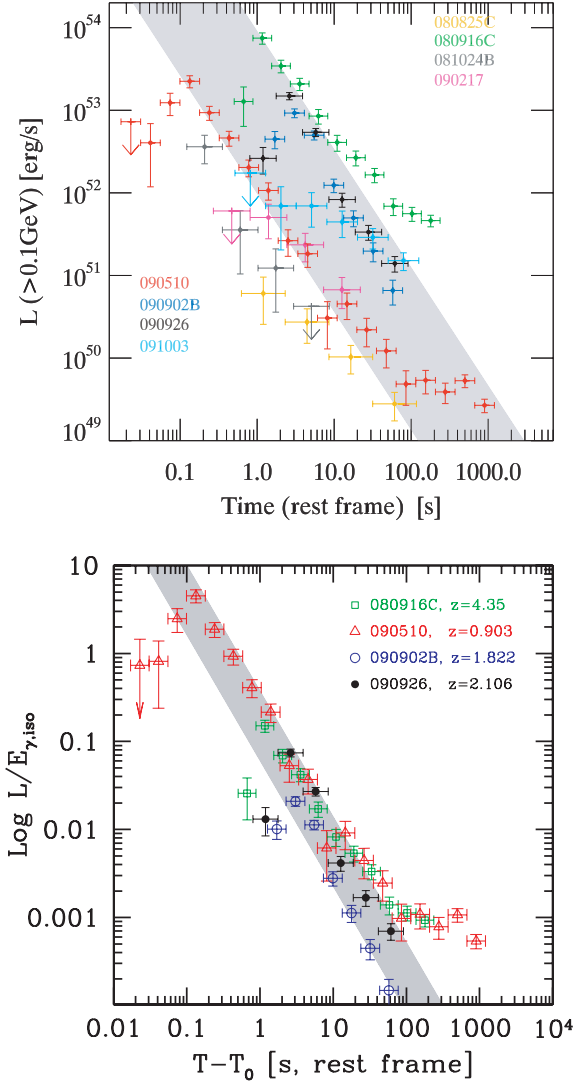 080825C
080916C
081024B
090217
10^54
10^53
10^52
10^51
10^50
10^49
L (>0.1GeV) [erg/s]
090510
090902B
090926
091003
0.1 1.0 10.0 100.0 1000.0
Time (rest frame) [s]
10
1
0.1
0.01
0.001
Log L/E_γ,iso
080916C, z=4.35
090510, z=0.903
090902B, z=1.822
090926, z=2.106
0.01 0.1 1 10 100 1000 10^4
T-T_0 [s, rest frame]